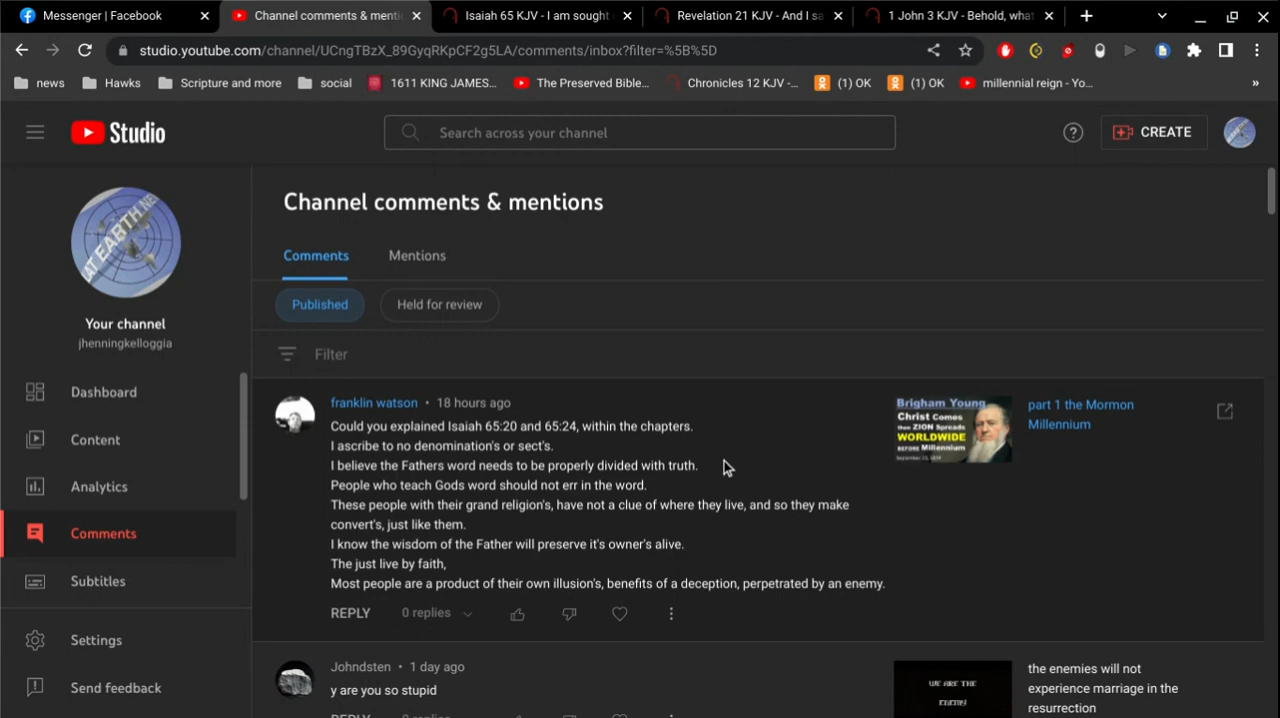 Messenger | Facebook
Channel comments & menti
Isaiah 65 KJV - I am sought
Revelation 21 KJV - And I sa
1 John 3 KJV - Behold, what
studio.youtube.com/channel/UCngTBzX_89GyqRKpCF2g5LA/comments/inbox?filter=%5B%5D
news
Hawks
Scripture and more
social
1611 KING JAMES...
The Preserved Bible...
Chronicles 12 KJV -...
(1) OK
(1) OK
millennial reign - Yo...
»
Studio
Search across your channel
CREATE
AT EARTH NE
Your channel
jhenningkelloggia
Dashboard
Content
Analytics
Comments
Subtitles
Settings
Send feedback
Channel comments & mentions
Comments
Mentions
Published
Held for review
Filter
franklin watson • 18 hours ago
Could you explained Isaiah 65:20 and 65:24, within the chapters.
I ascribe to no denomination's or sect's.
I believe the Fathers word needs to be properly divided with truth.
People who teach Gods word should not err in the word.
These people with their grand religion's, have not a clue of where they live, and so they make
convert's, just like them.
I know the wisdom of the Father will preserve it's owner's alive.
The just live by faith,
Most people are a product of their own illusion's, benefits of a deception, perpetrated by an enemy.
REPLY
0 replies
Brigham Young
Christ Comes
then ZION Spreads
WORLDWIDE
Millennium
part 1 the Mormon
Millennium
Johndsten • 1 day ago
y are you so stupid
REPLY
0 replies
WE ARE THE
ENEMY
the enemies will not
experience marriage in the
resurrection